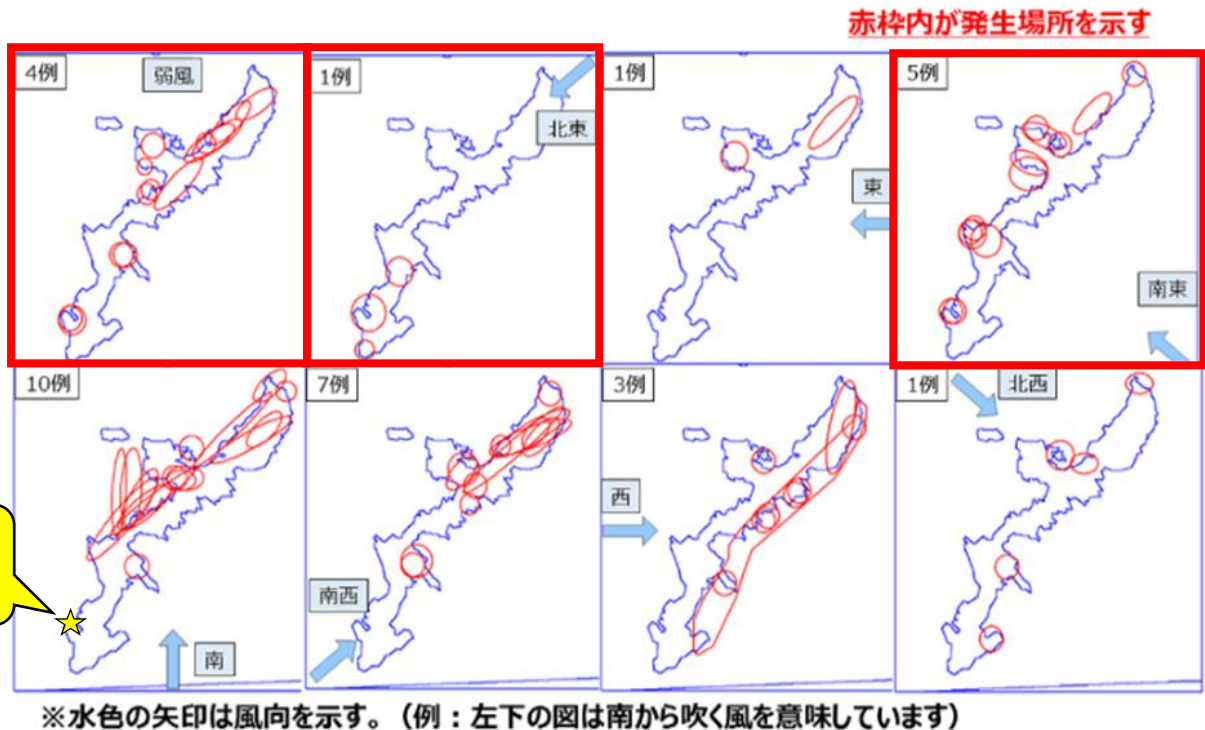 赤枠内が発生場所を示す
4例
弱風
1例
北東
1例
東
5例
南東
10例
南
7例
南西
3例
西
1例
北西
※水色の矢印は風向を示す。（例：左下の図は南から吹く風を意味しています）